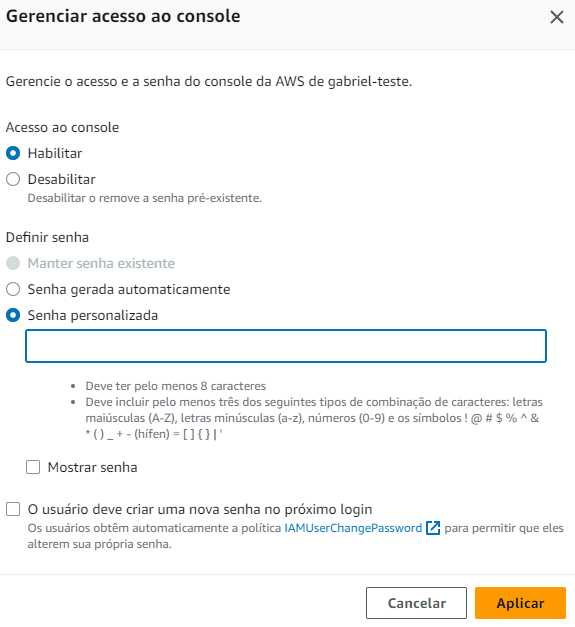 Gerenciar acesso ao console
Gerencie o acesso e a senha do console da AWS de gabriel-teste.
Acesso ao console
Habilitar
Desabilitar
Desabilitar o remove a senha pré-existente.
Definir senha
Manter senha existente
Senha gerada automaticamente
Senha personalizada
• Deve ter pelo menos 8 caracteres
• Deve incluir pelo menos três dos seguintes tipos de combinação de caracteres: letras
maiúsculas (A-Z), letras minúsculas (a-z), números (0-9) e os símbolos ! @ # $ % ^ &
* ( ) _ + - (hífen) = [ ] { } | '
Mostrar senha
O usuário deve criar uma nova senha no próximo login
Os usuários obtêm automaticamente a política IAMUserChangePassword para permitir que eles
alterem sua própria senha.
Cancelar
Aplicar